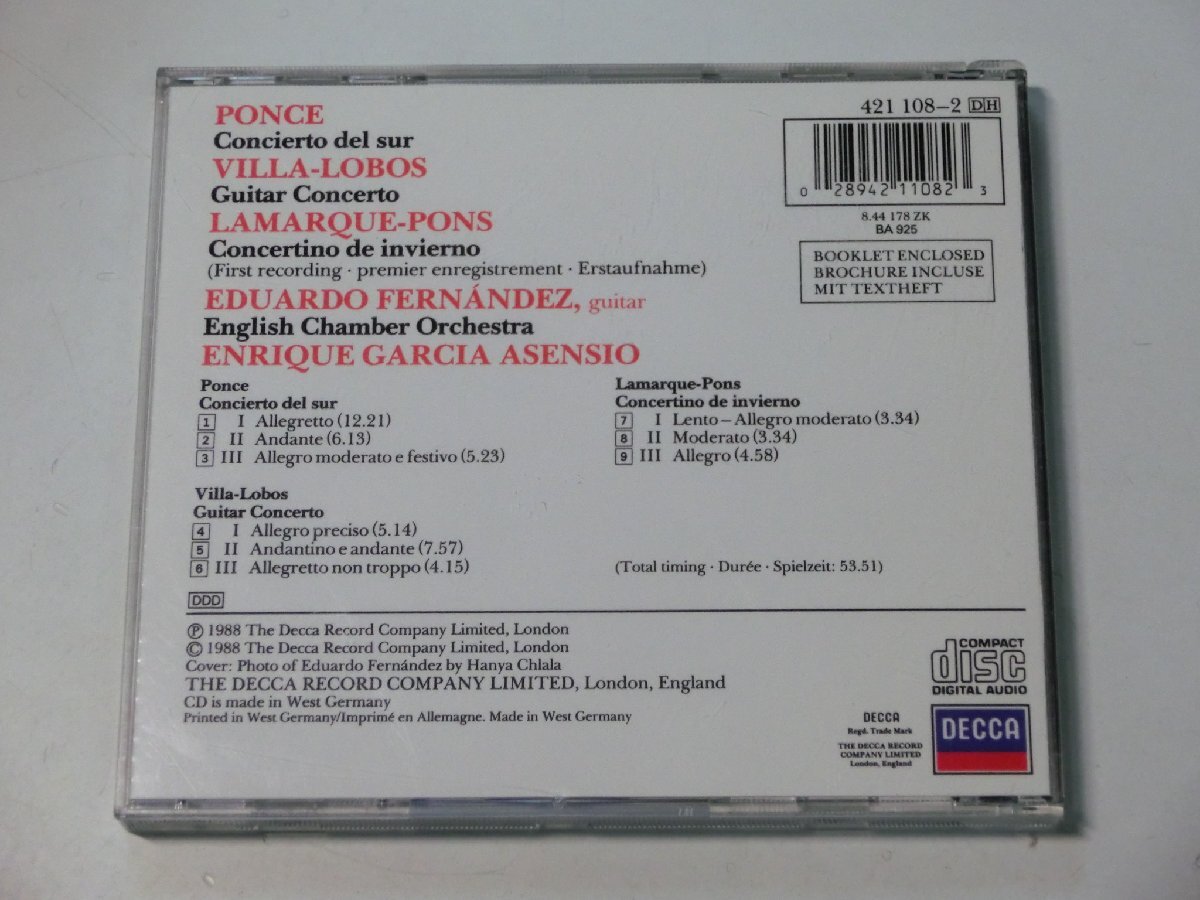 PONCE
Concierto del sur
VILLA-LOBOS
Guitar Concerto
LAMARQUE-PONS
Concertino de invierno
(First recording · premier enregistrement · Erstaufnahme)
EDUARDO FERNÁNDEZ, guitar
English Chamber Orchestra
ENRIQUE GARCIA ASENSIO
421 108-2 DH
0 28942 11082 3
8.44 178 ZK
BA 925
BOOKLET ENCLOSED
BROCHURE INCLUSE
MIT TEXTHEFT
Ponce
Concierto del sur
1 I Allegretto (12.21)
2 II Andante (6.13)
3 III Allegro moderato e festivo (5.23)
Villa-Lobos
Guitar Concerto
4 I Allegro preciso (5.14)
5 II Andantino e andante (7.57)
6 III Allegretto non troppo (4.15)
Lamarque-Pons
Concertino de invierno
7 I Lento – Allegro moderato (3.34)
8 II Moderato (3.34)
9 III Allegro (4.58)
(Total timing · Durée · Spielzeit: 53.51)
DDD
℗ 1988 The Decca Record Company Limited, London
© 1988 The Decca Record Company Limited, London
Cover: Photo of Eduardo Fernández by Hanya Chlala
THE DECCA RECORD COMPANY LIMITED, London, England
CD is made in West Germany
Printed in West Germany/Imprimé en Allemagne. Made in West Germany
COMPACT
disc
DIGITAL AUDIO
DECCA
Regd. Trade Mark
THE DECCA RECORD
COMPANY LIMITED
London, England
DECCA